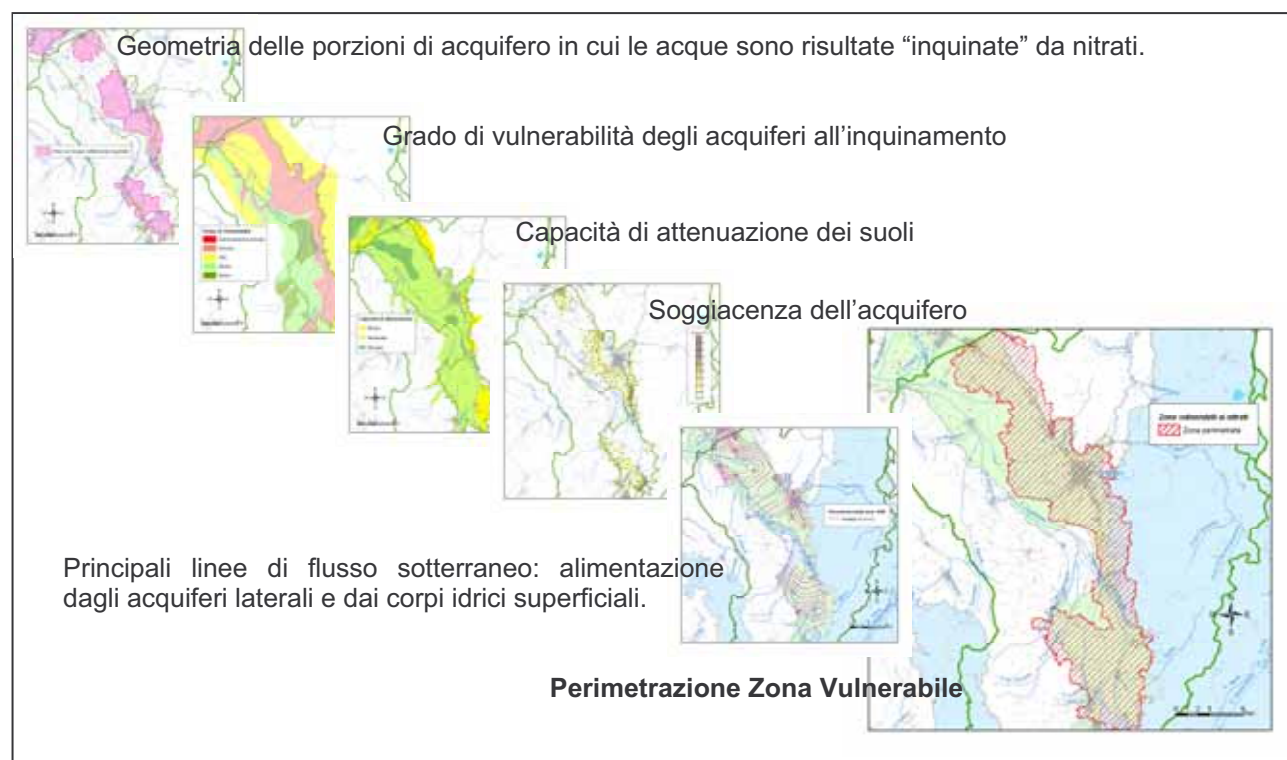 Geometria delle porzioni di acquifero in cui le acque sono risultate “inquinate” da nitrati.
Grado di vulnerabilità degli acquiferi all’inquinamento
Capacità di attenuazione dei suoli
Soggiacenza dell’acquifero
Zone vulnerabili ai nitrati
Zona perimetrata
Principali linee di flusso sotterraneo: alimentazione
dagli acquiferi laterali e dai corpi idrici superficiali.
Perimetrazione Zona Vulnerabile